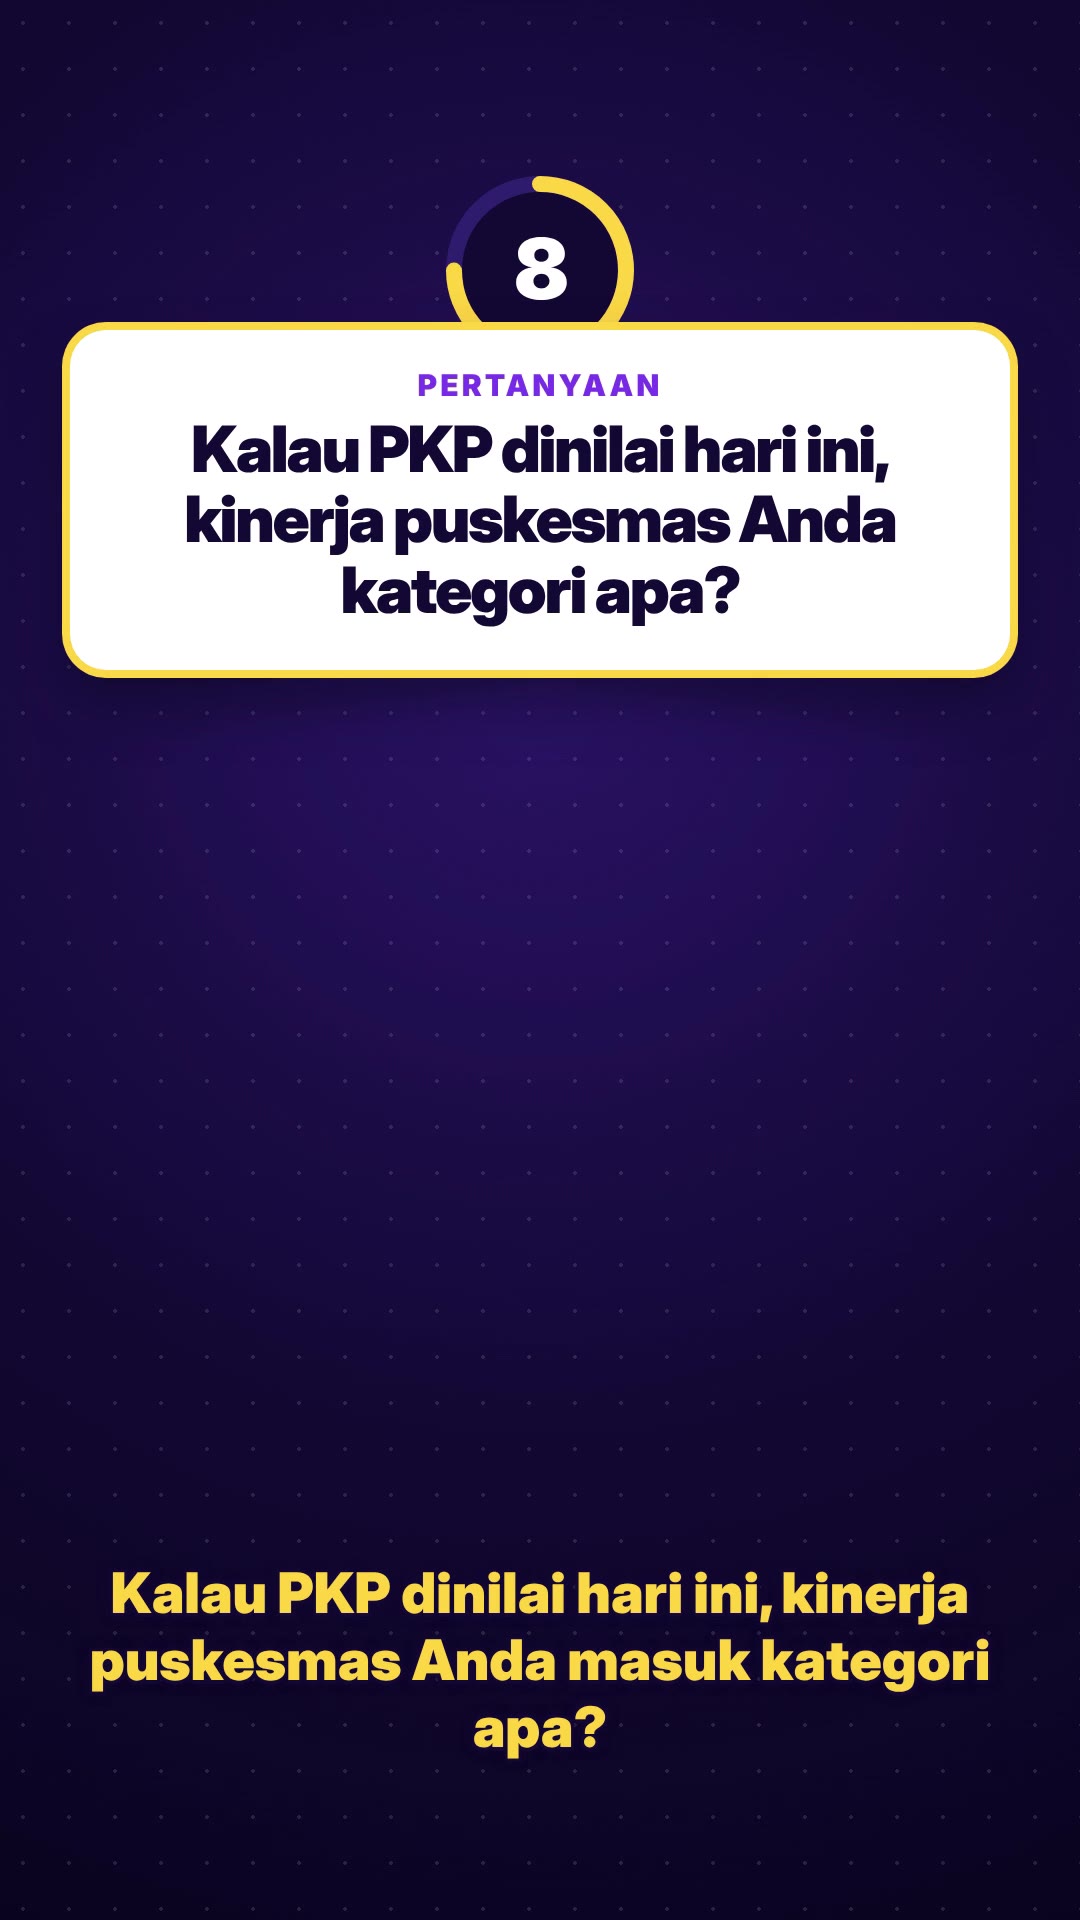 8
PERTANYAAN
Kalau PKP dinilai hari ini,
kinerja puskesmas Anda
kategori apa?
Kalau PKP dinilai hari ini, kinerja
puskesmas Anda masuk kategori
apa?